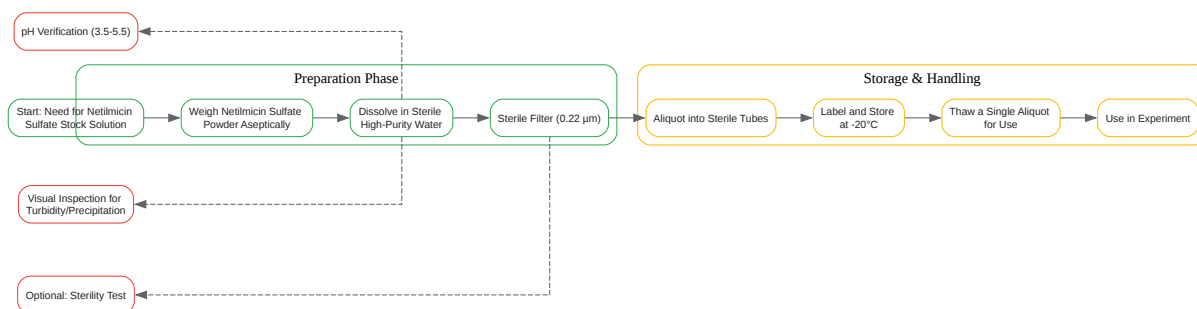 pH Verification (3.5-5.5)
Preparation Phase
Storage & Handling
Start: Need for Netilmicin
Sulfate Stock Solution
Weigh Netilmicin Sulfate
Powder Aseptically
Dissolve in Sterile
High-Purity Water
Sterile Filter (0.22 µm)
Aliquot into Sterile Tubes
Label and Store
at -20°C
Thaw a Single Aliquot
for Use
Use in Experiment
Visual Inspection for
Turbidity/Precipitation
Optional: Sterility Test